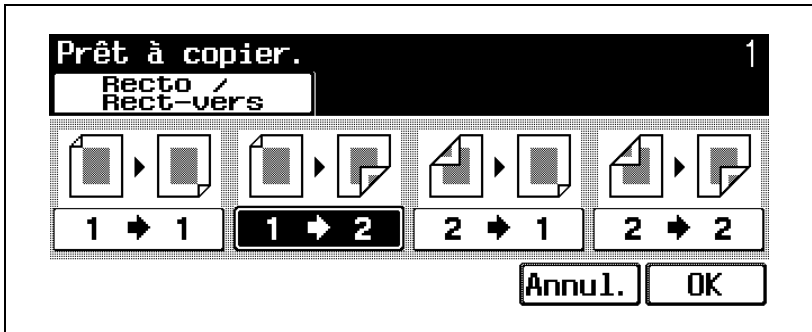 Prêt à copier. 1
Recto /
Rect-vers
1 ➔ 1 1 ➔ 2 2 ➔ 1 2 ➔ 2
Annul. OK